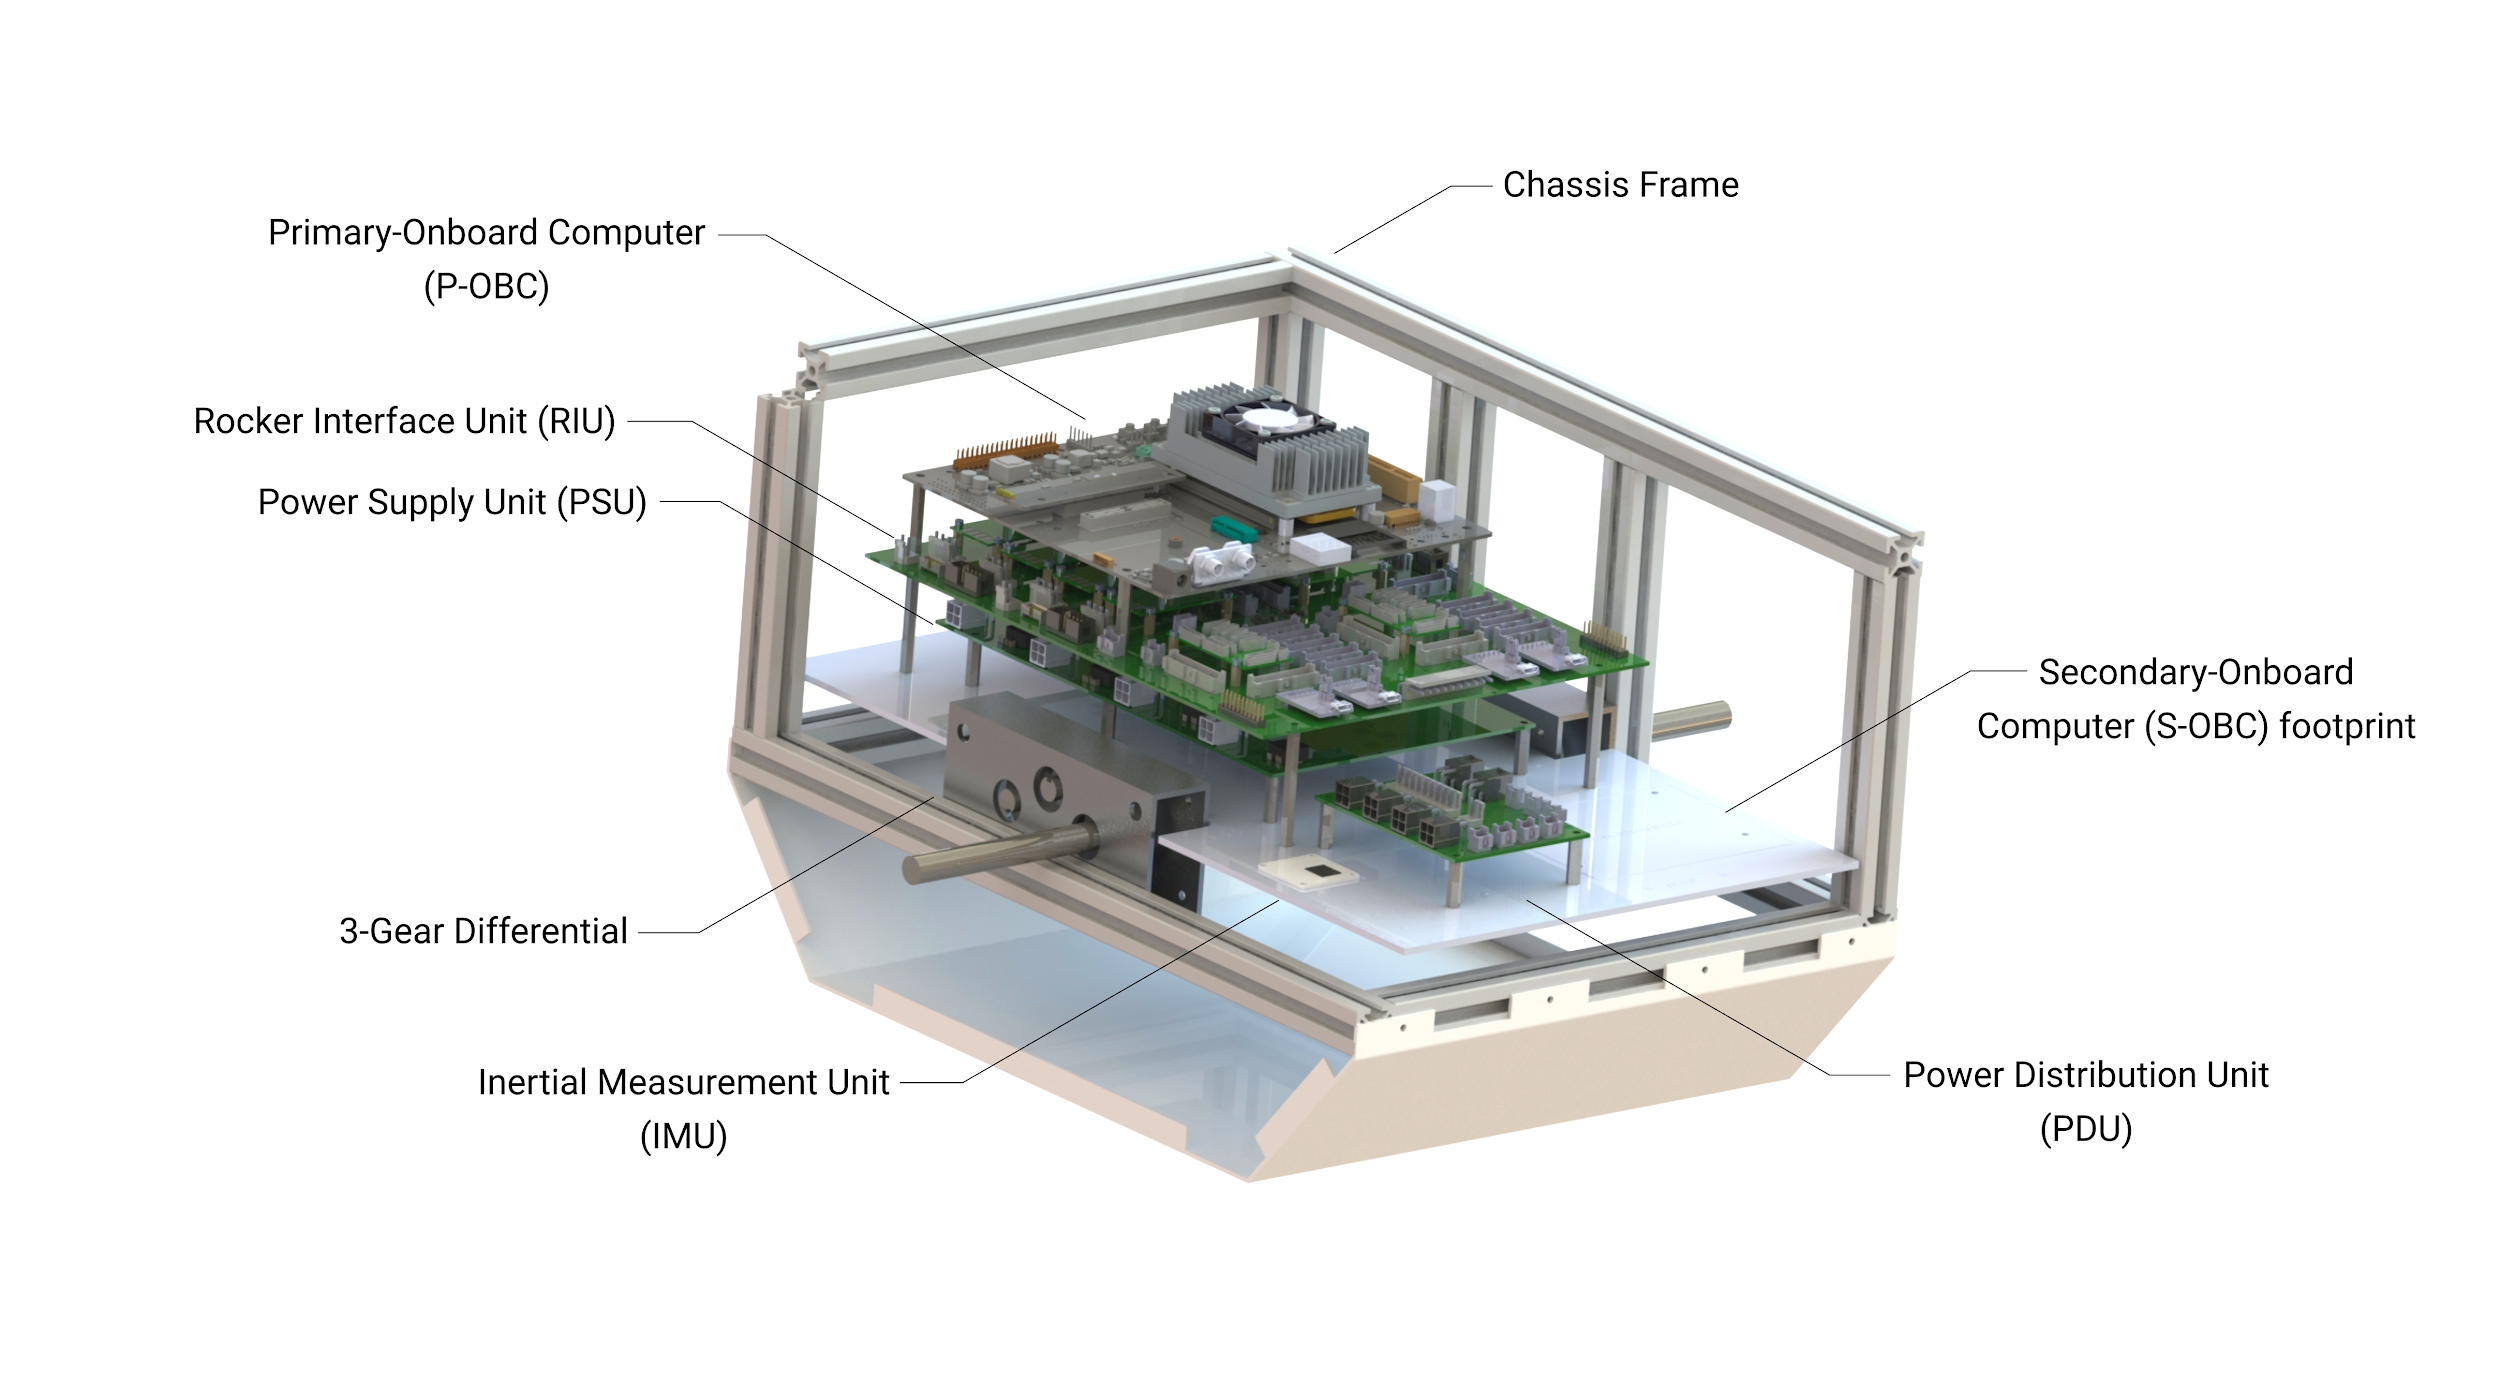 Chassis Frame
Primary-Onboard Computer
(P-OBC)
Rocker Interface Unit (RIU)
Power Supply Unit (PSU)
Secondary-Onboard
Computer (S-OBC) footprint
3-Gear Differential
Inertial Measurement Unit
(IMU)
Power Distribution Unit
(PDU)